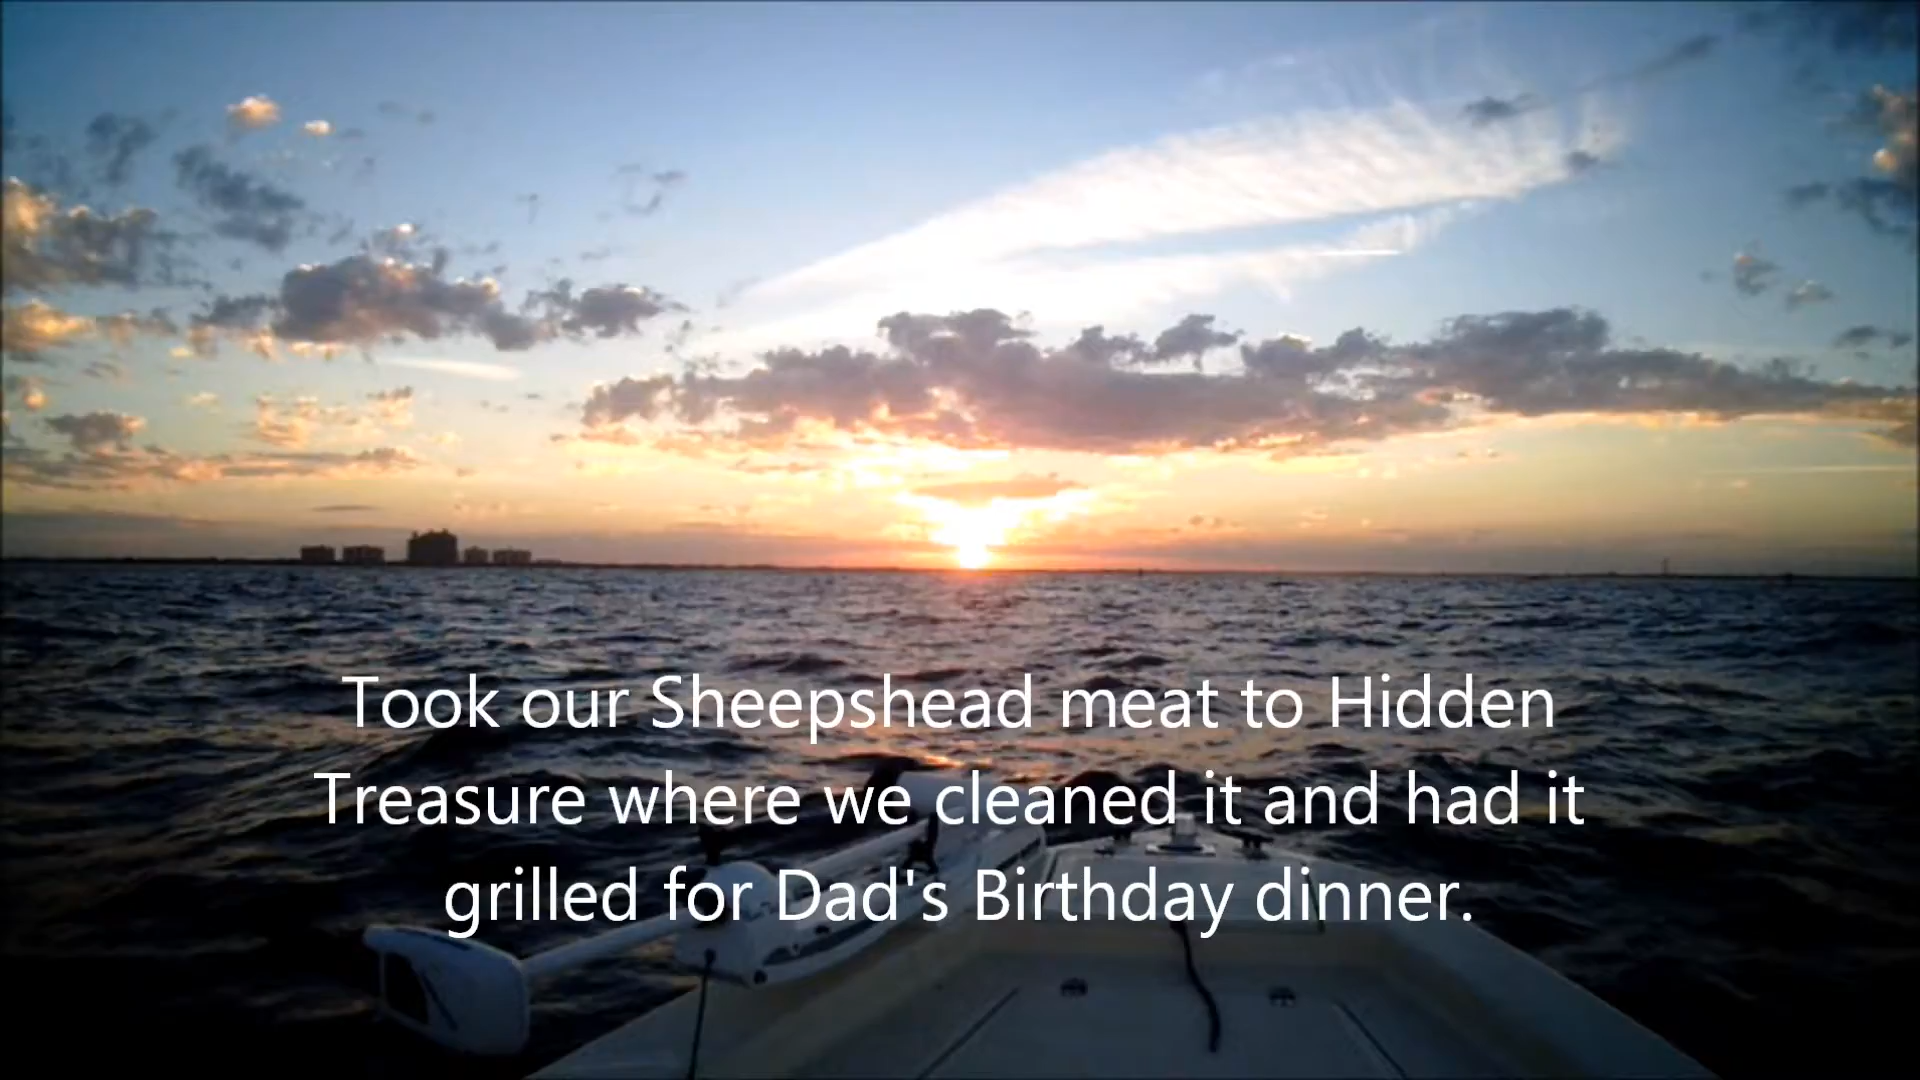 Took our Sheepshead meat to Hidden
Treasure where we cleaned it and had it
grilled for Dad's Birthday dinner.